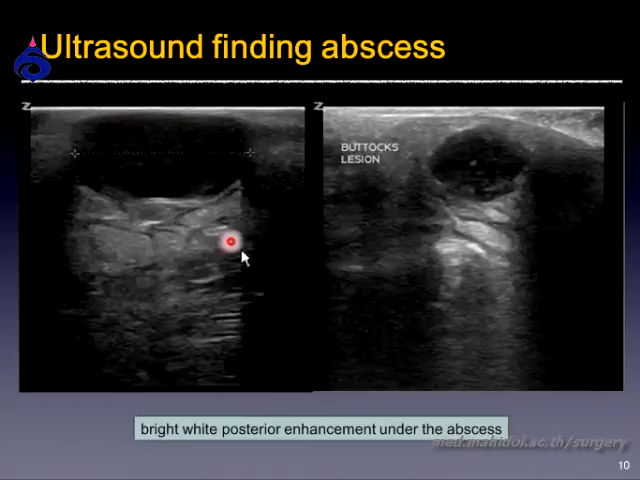 Ultrasound finding abscess
Z
Z
BUTTOCKS
LESION
bright white posterior enhancement under the abscess
med.mahidol.ac.th/surgery
10